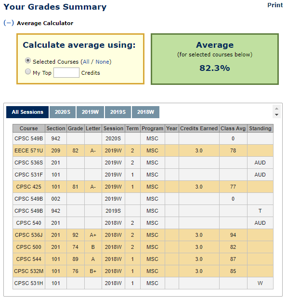 Your Grades Summary
Print
(−) Average Calculator
Calculate average using:
Selected Courses (All / None)
My Top Credits
Average
(for selected courses below)
82.3%
All Sessions 2020S 2019W 2019S 2018W
Course Section Grade Letter Session Term Program Year Credits Earned Class Avg Standing
CPSC 549B 942 2020S MSC 0
EECE 571U 209 82 A- 2019W 2 MSC 3.0 78
CPSC 536S 201 2019W 2 MSC AUD
CPSC 531F 101 2019W 1 MSC AUD
CPSC 425 101 81 A- 2019W 1 MSC 3.0 77
CPSC 549B 002 2019W MSC 0
CPSC 549B 942 2019S MSC T
CPSC 540 201 2018W 2 MSC AUD
CPSC 536J 201 92 A+ 2018W 2 MSC 3.0 94
CPSC 500 201 74 B 2018W 2 MSC 3.0 82
CPSC 544 101 89 A 2018W 1 MSC 3.0 87
CPSC 532M 101 76 B+ 2018W 1 MSC 3.0 85
CPSC 531H 101 2018W 1 MSC W